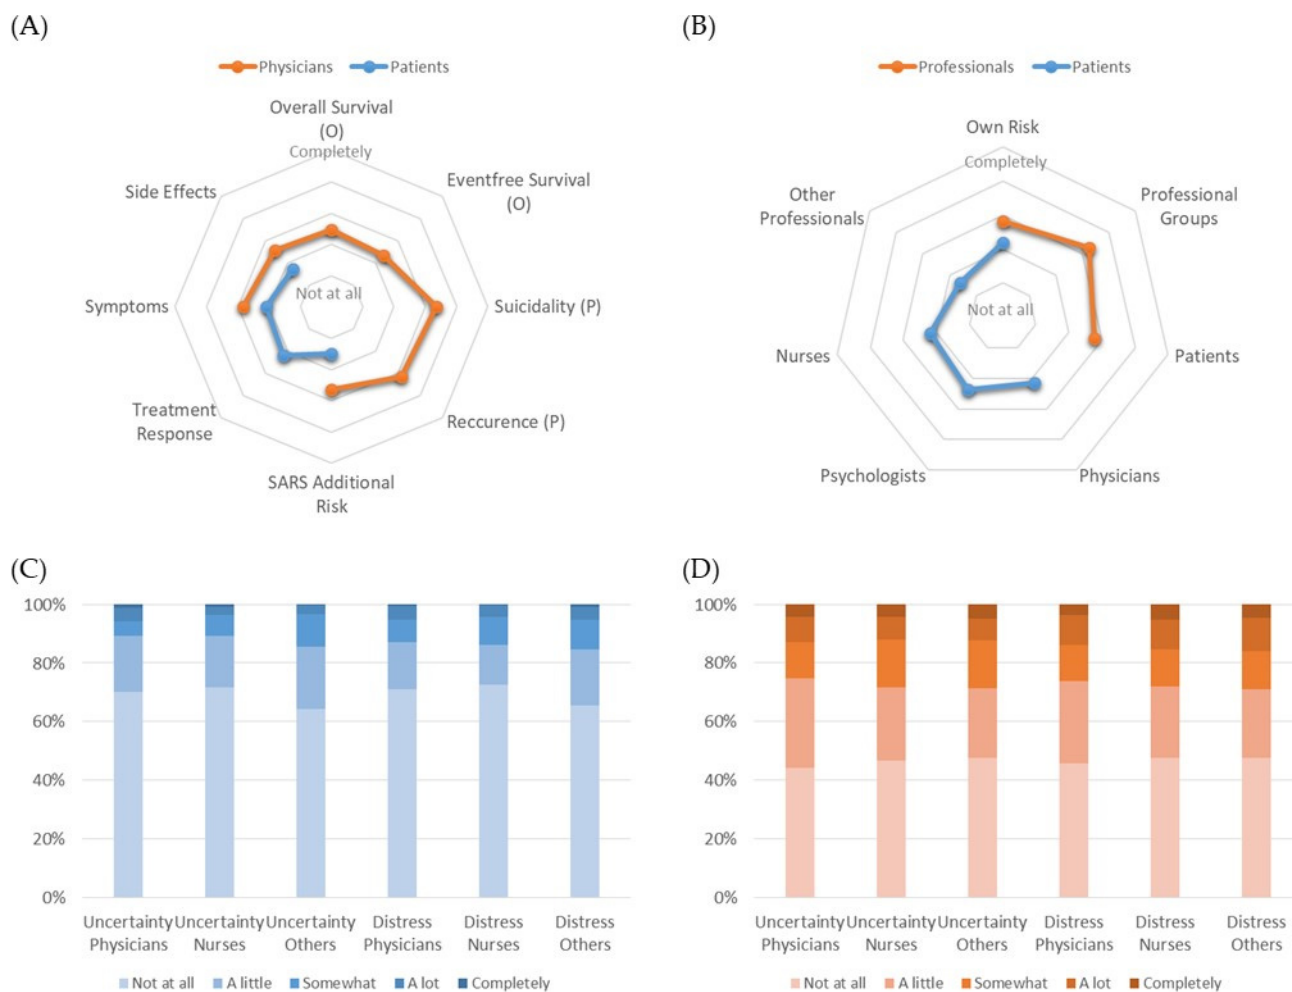 (A)
Physicians Patients
Overall Survival
(O)
Completely
Eventfree Survival
(O)
Side Effects
Not at all
Symptoms
Suicidality (P)
Treatment
Response
Reccurence (P)
SARS Additional
Risk
(B)
Professionals Patients
Own Risk
Completely
Other
Professionals
Professional
Groups
Not at all
Nurses
Patients
Psychologists
Physicians
(C)
100%
80%
60%
40%
20%
0%
Uncertainty Uncertainty Uncertainty Distress Distress Distress
Physicians Nurses Others Physicians Nurses Others
Not at all A little Somewhat A lot Completely
(D)
100%
80%
60%
40%
20%
0%
Uncertainty Uncertainty Uncertainty Distress Distress Distress
Physicians Nurses Others Physicians Nurses Others
Not at all A little Somewhat A lot Completely